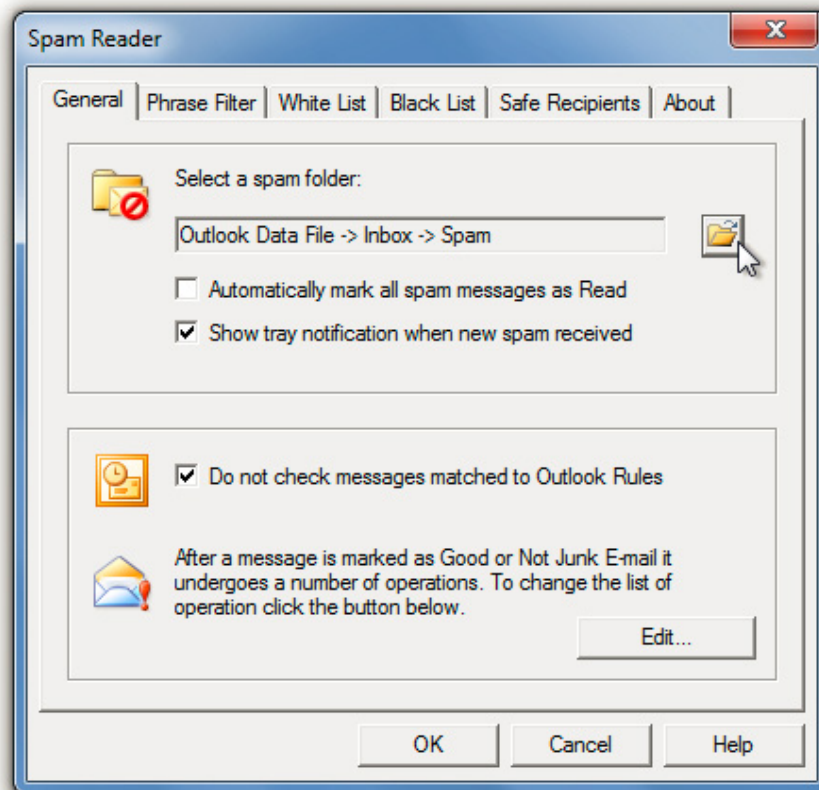 Spam Reader
General
Phrase Filter
White List
Black List
Safe Recipients
About
Select a spam folder:
Outlook Data File -> Inbox -> Spam
Automatically mark all spam messages as Read
Show tray notification when new spam received
Do not check messages matched to Outlook Rules
After a message is marked as Good or Not Junk E-mail it
undergoes a number of operations. To change the list of
operation click the button below.
Edit...
OK
Cancel
Help